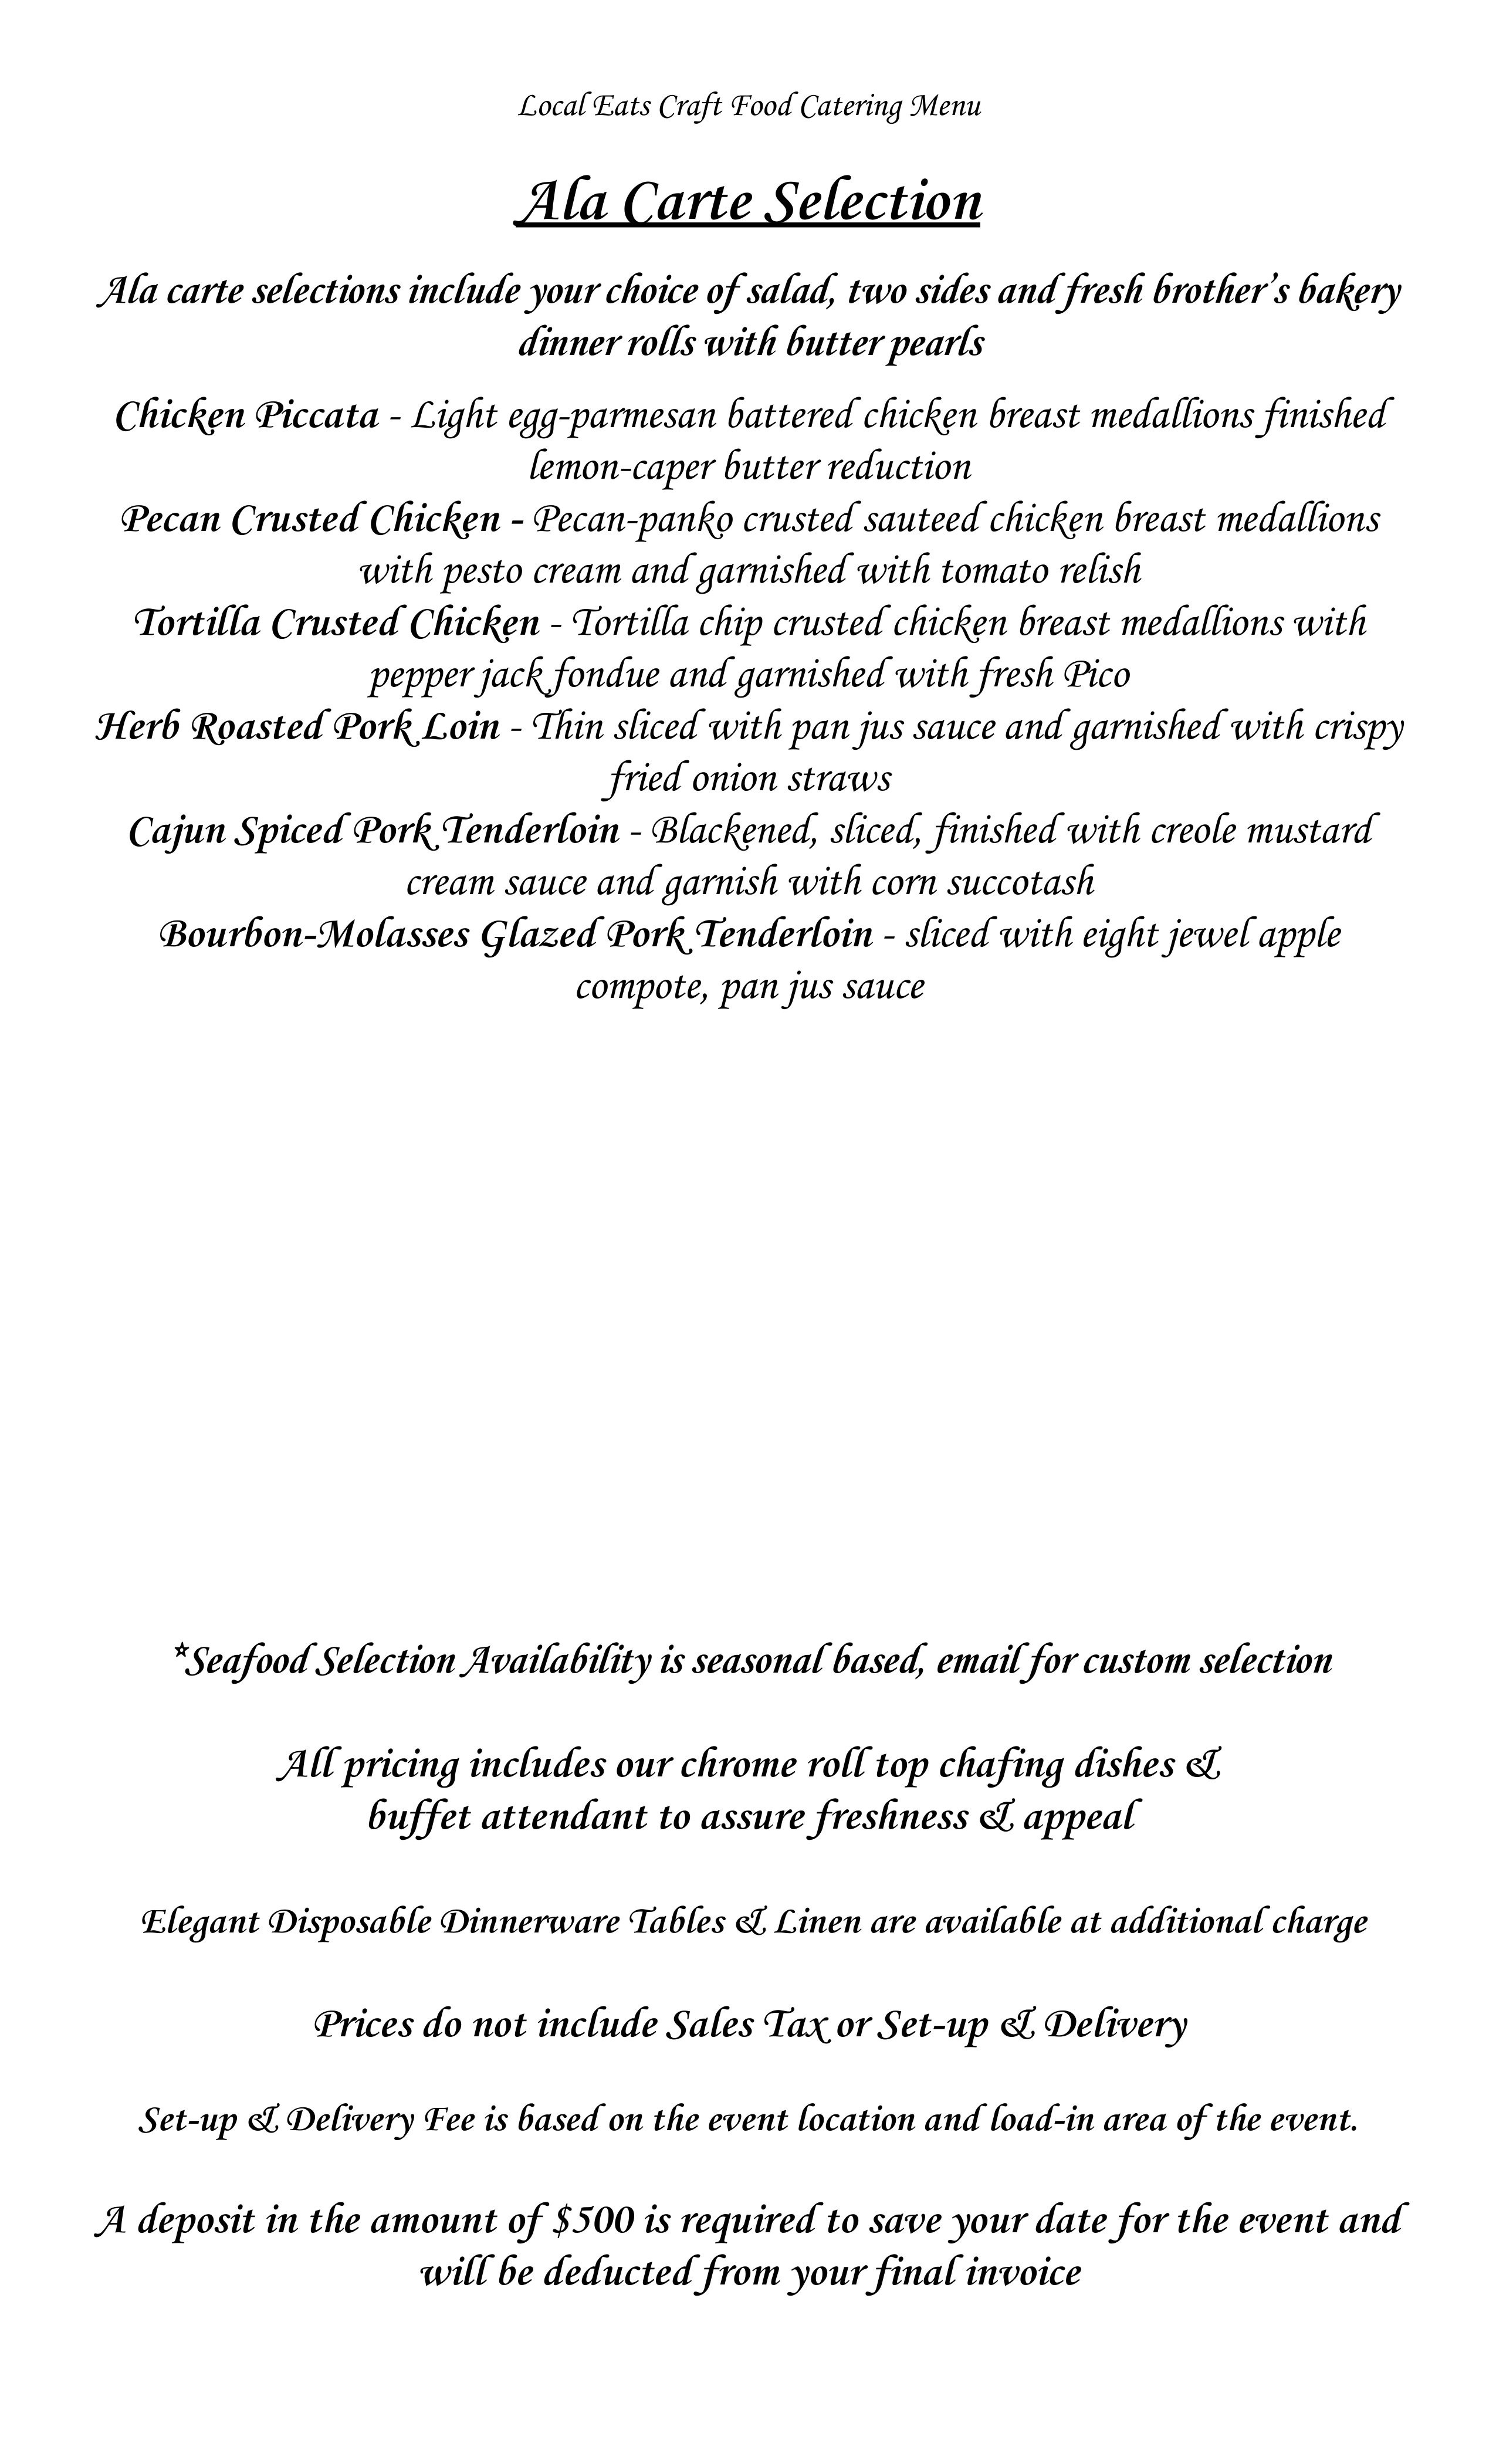 Local Eats Craft Food Catering Menu
Ala Carte Selection
Ala carte selections include your choice of salad, two sides and fresh brother’s bakery
dinner rolls with butter pearls
Chicken Piccata - Light egg-parmesan battered chicken breast medallions finished
lemon-caper butter reduction
Pecan Crusted Chicken - Pecan-panko crusted sauteed chicken breast medallions
with pesto cream and garnished with tomato relish
Tortilla Crusted Chicken - Tortilla chip crusted chicken breast medallions with
pepper jack fondue and garnished with fresh Pico
Herb Roasted Pork Loin - Thin sliced with pan jus sauce and garnished with crispy
fried onion straws
Cajun Spiced Pork Tenderloin - Blackened, sliced, finished with creole mustard
cream sauce and garnish with corn succotash
Bourbon-Molasses Glazed Pork Tenderloin - sliced with eight jewel apple
compote, pan jus sauce
*Seafood Selection Availability is seasonal based, email for custom selection
All pricing includes our chrome roll top chafing dishes &
buffet attendant to assure freshness & appeal
Elegant Disposable Dinnerware Tables & Linen are available at additional charge
Prices do not include Sales Tax or Set-up & Delivery
Set-up & Delivery Fee is based on the event location and load-in area of the event.
A deposit in the amount of $500 is required to save your date for the event and
will be deducted from your final invoice